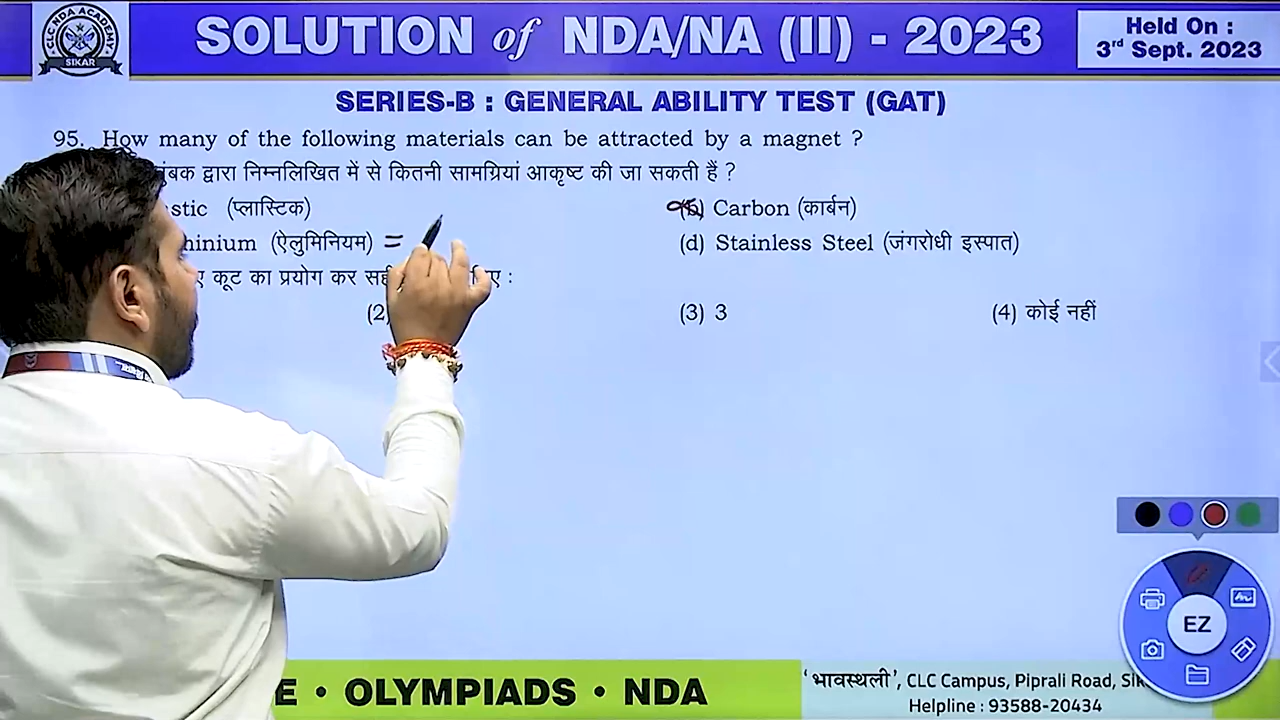 CLC NDA ACADEMY
SIKAR
SOLUTION of NDA/NA (II) - 2023
Held On :
3rd Sept. 2023
SERIES-B : GENERAL ABILITY TEST (GAT)
95. How many of the following materials can be attracted by a magnet ?
द्वारा निम्नलिखित में से कितनी सामग्रियां आकृष्ट की जा सकती हैं ?
(प्लास्टिक) (b) Carbon (कार्बन)
(ऐलुमिनियम) = (d) Stainless Steel (जंगरोधी इस्पात)
कूट का प्रयोग कर :
(2) (3) 3 (4) कोई नहीं
EZ
• OLYMPIADS • NDA
'भावस्थली', CLC Campus, Piprali Road,
Helpline : 93588-20434